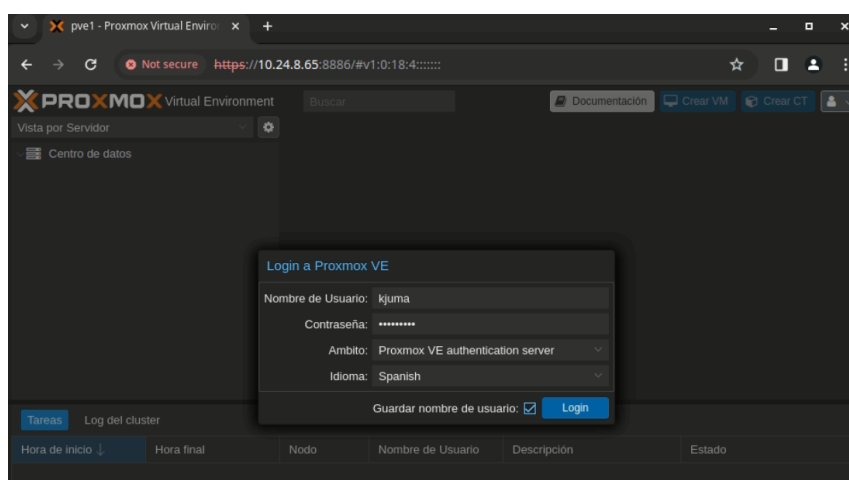 pve1 - Proxmox Virtual Enviro
Not secure https://10.24.8.65:8886/#v1:0:18:4:::::::
PROXMOX Virtual Environment Buscar Documentación Crear VM Crear CT
Vista por Servidor
Centro de datos
Login a Proxmox VE
Nombre de Usuario: kjuma
Contraseña: •••••••••
Ambito: Proxmox VE authentication server
Idioma: Spanish
Guardar nombre de usuario: Login
Tareas Log del cluster
Hora de inicio Hora final Nodo Nombre de Usuario Descripción Estado